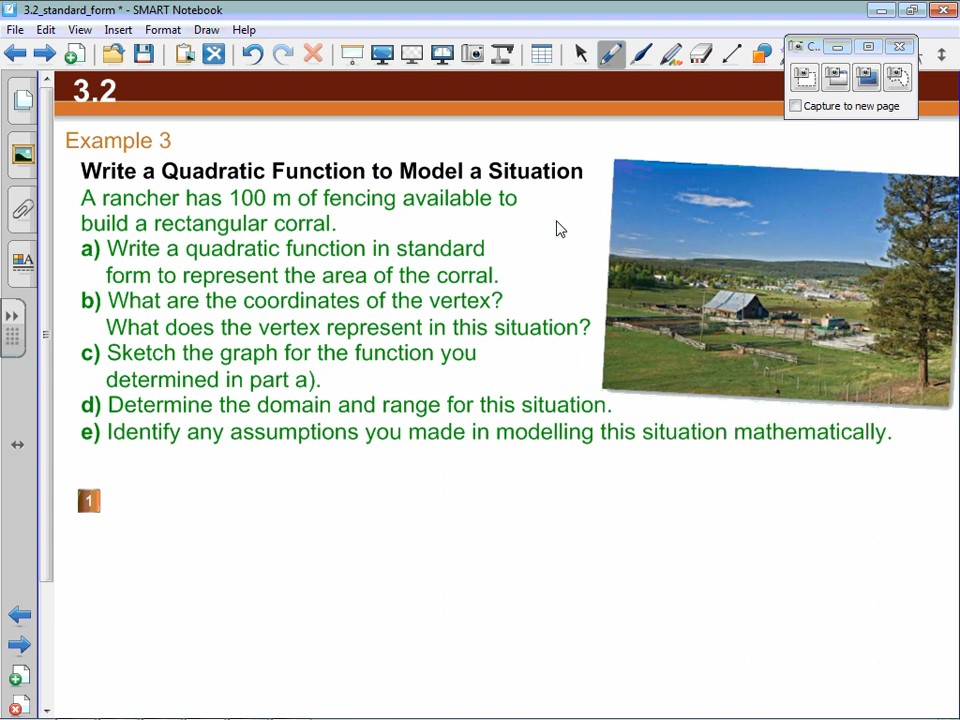 3.2_standard_form * - SMART Notebook
File Edit View Insert Format Draw Help
C..
Capture to new page
3.2
Example 3
Write a Quadratic Function to Model a Situation
A rancher has 100 m of fencing available to
build a rectangular corral.
a) Write a quadratic function in standard
form to represent the area of the corral.
b) What are the coordinates of the vertex?
What does the vertex represent in this situation?
c) Sketch the graph for the function you
determined in part a).
d) Determine the domain and range for this situation.
e) Identify any assumptions you made in modelling this situation mathematically.
1